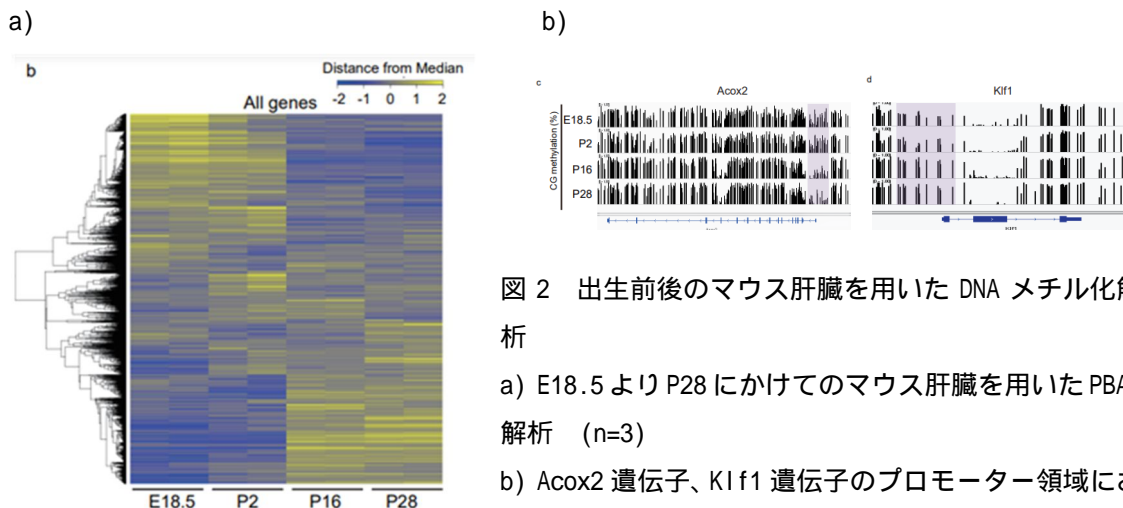 a)
b)
b
Distance from Median
-2 -1 0 1 2
All genes
E18.5 P2 P16 P28
c
Acox2
d
Klf1
CG methylation (%)
E18.5
P2
P16
P28
Klf1
図 2 出生前後のマウス肝臓を用いた DNA メチル化解
析
a) E18.5 より P28 にかけてのマウス肝臓を用いた PBA
解析 (n=3)
b) Acox2 遺伝子、Klf1 遺伝子のプロモーター領域にお